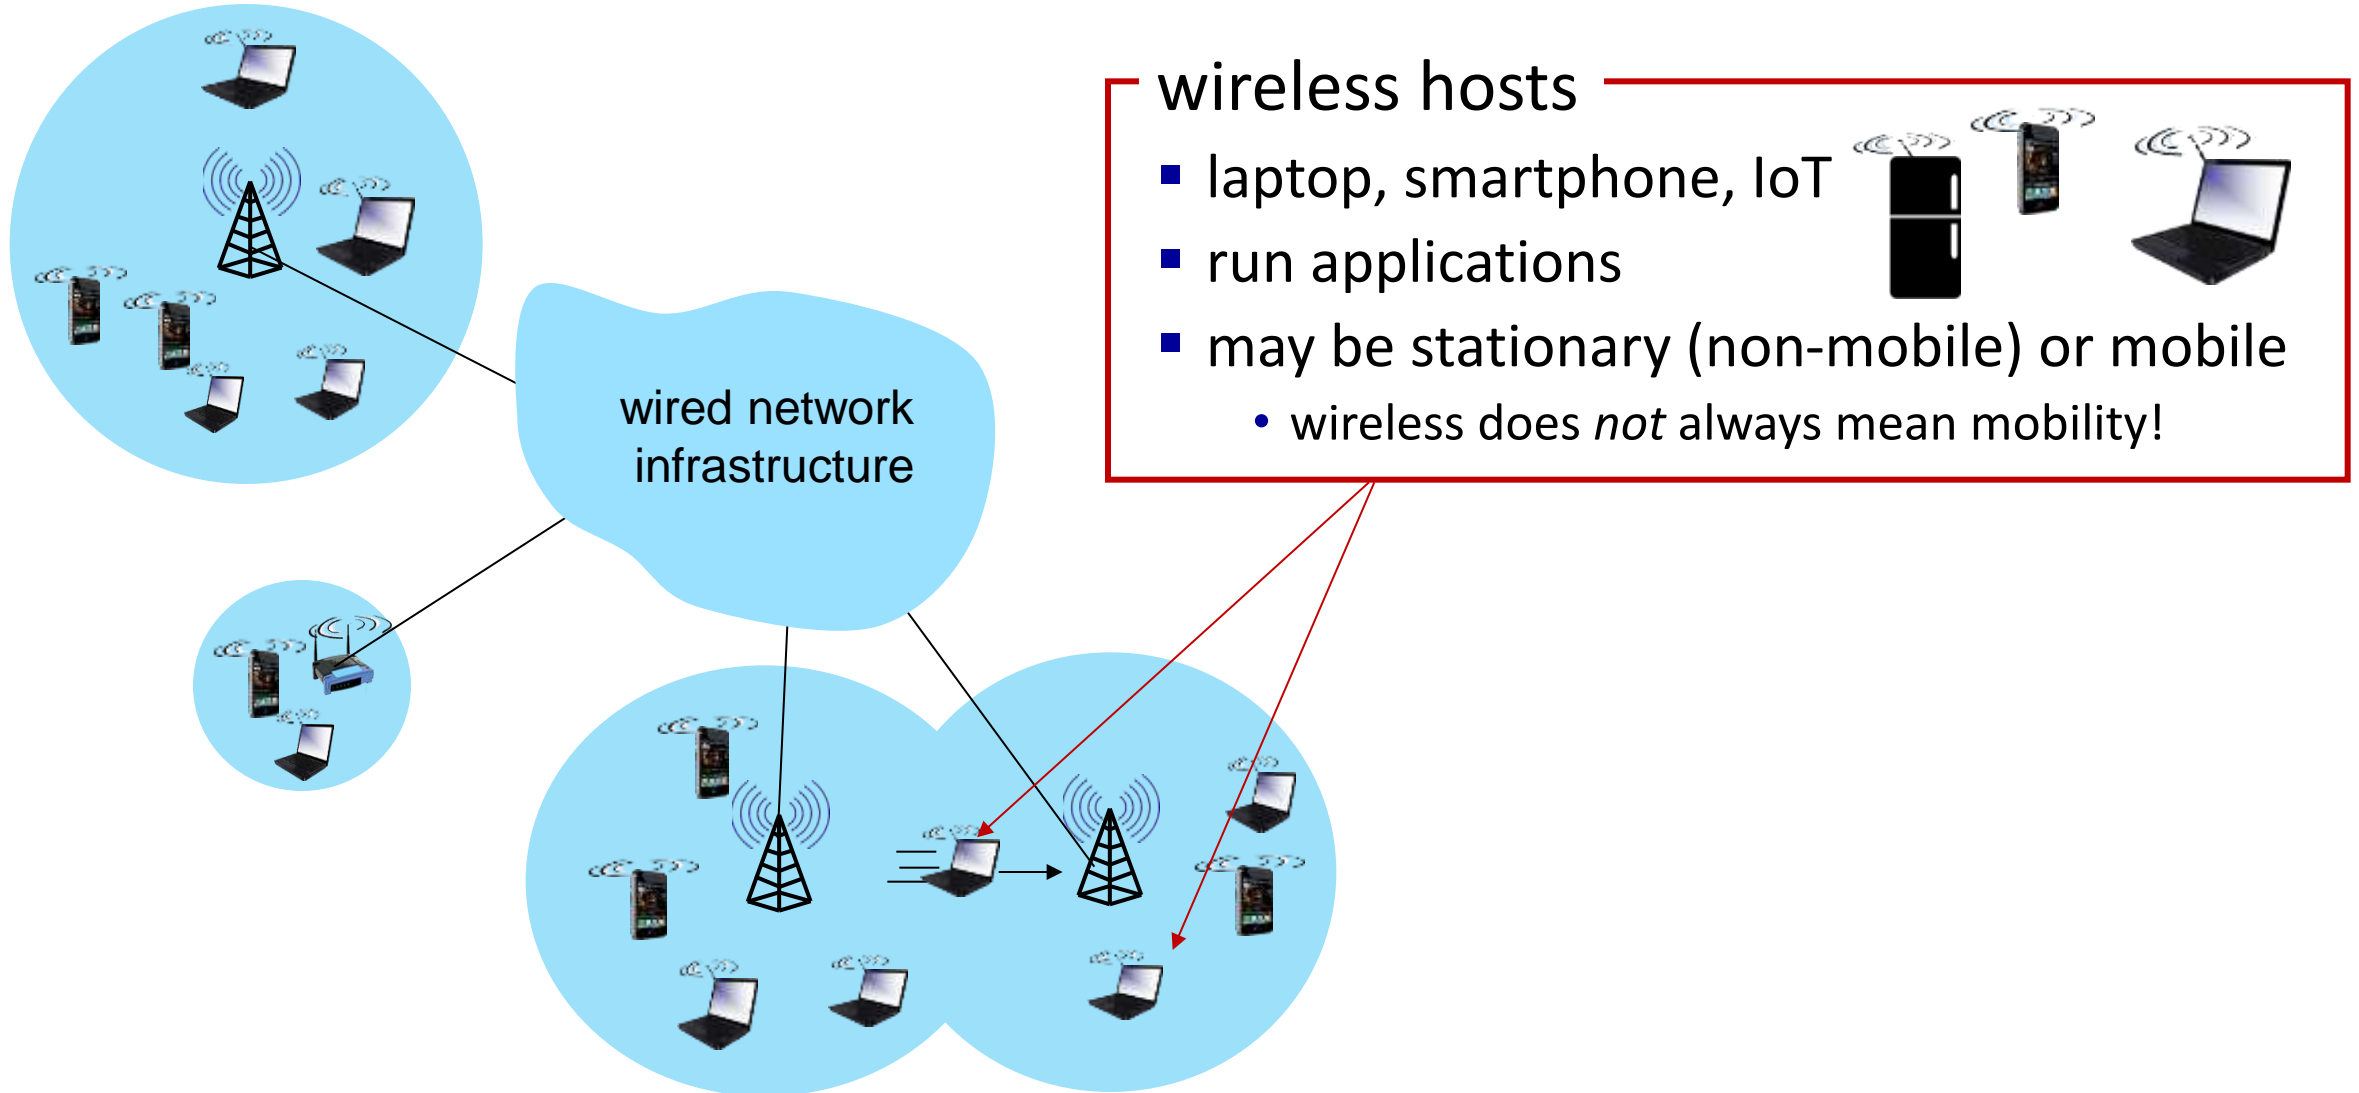 wireless hosts
▪ laptop, smartphone, IoT
▪ run applications
▪ may be stationary (non-mobile) or mobile
• wireless does not always mean mobility!
wired network
infrastructure